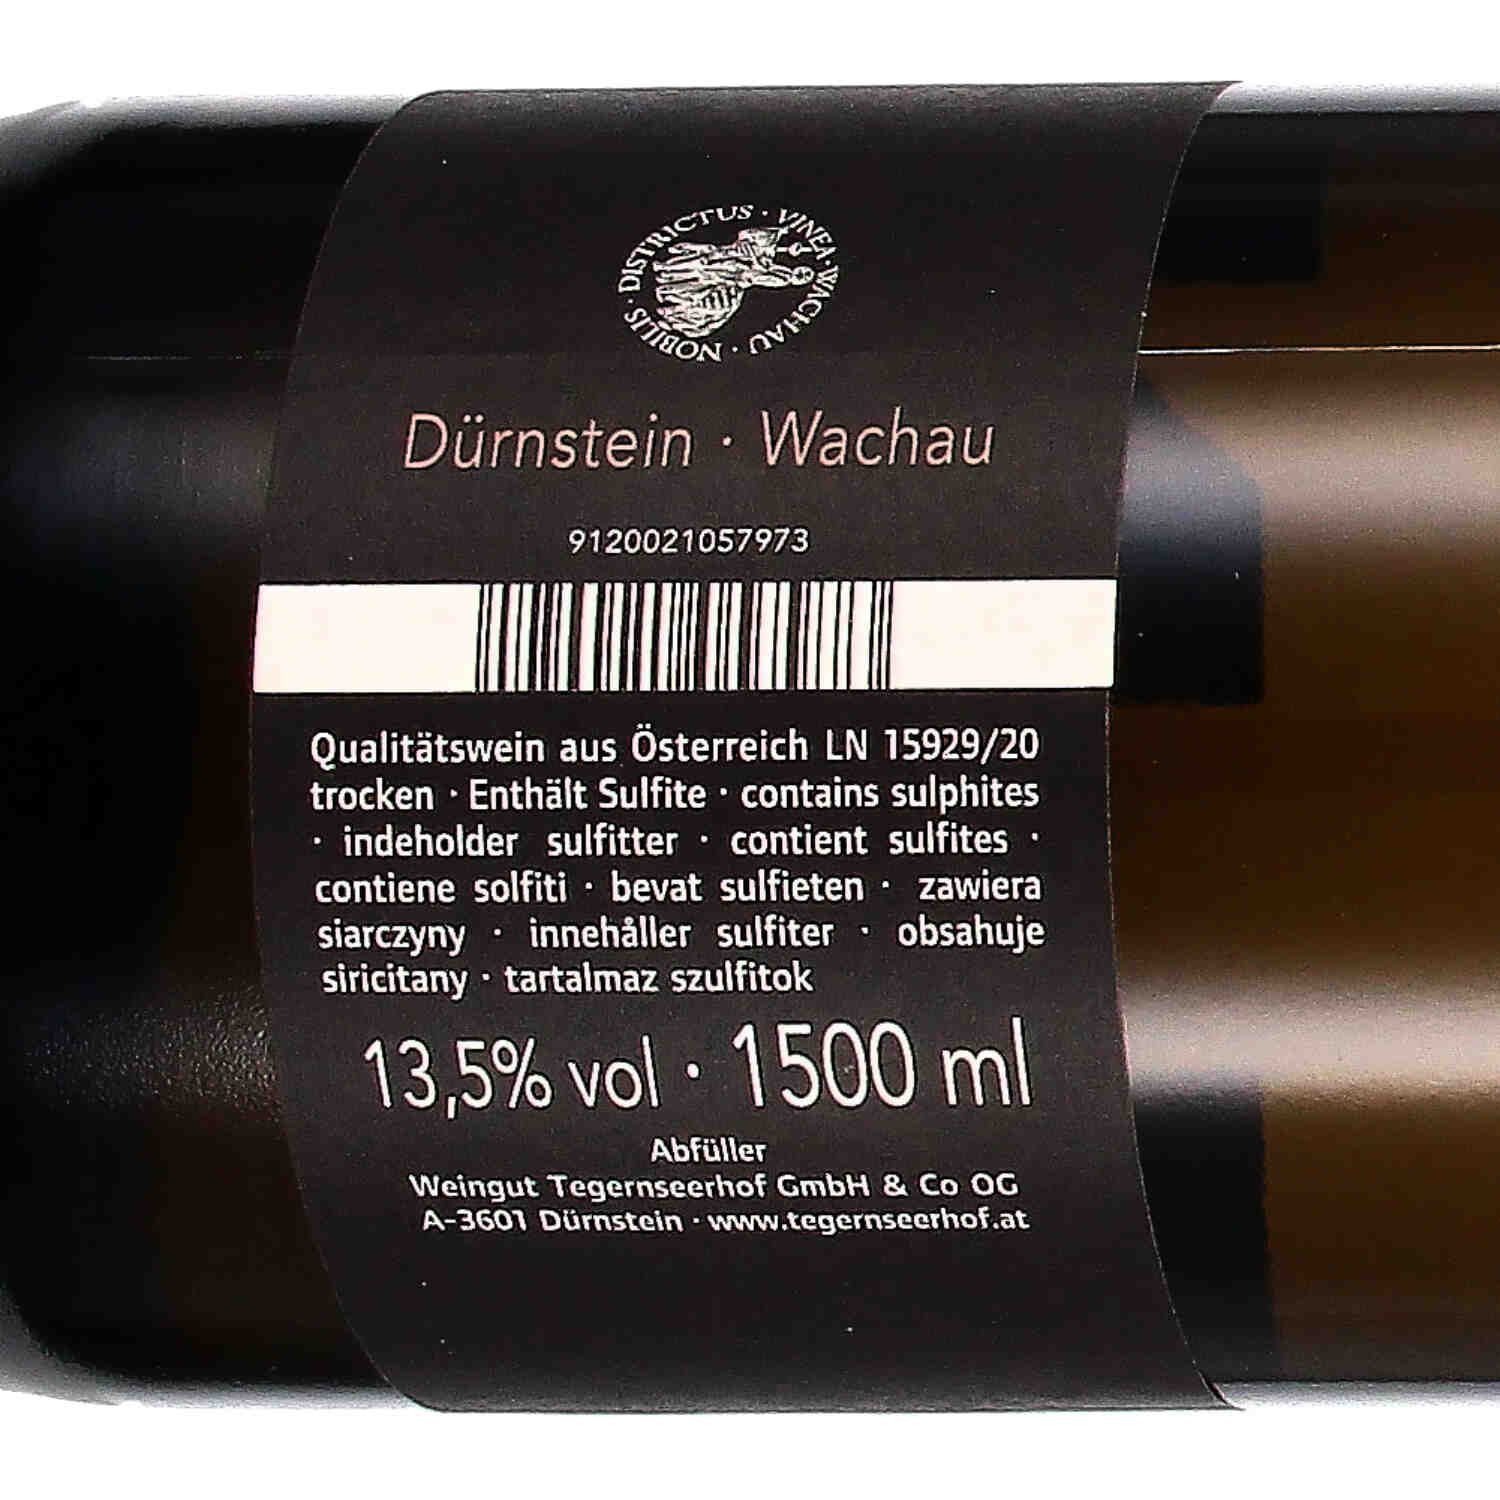 VINEA · WACHAU · NOBILIS · DISTRICTUS ·
Dürnstein · Wachau
9120021057973
Qualitätswein aus Österreich LN 15929/20
trocken · Enthält Sulfite · contains sulphites
· indeholder sulfitter · contient sulfites ·
contiene solfiti · bevat sulfieten · zawiera
siarczyny · innehåller sulfiter · obsahuje
siricitany · tartalmaz szulfitok
13,5% vol · 1500 ml
Abfüller
Weingut Tegernseerhof GmbH & Co OG
A-3601 Dürnstein · www.tegernseerhof.at